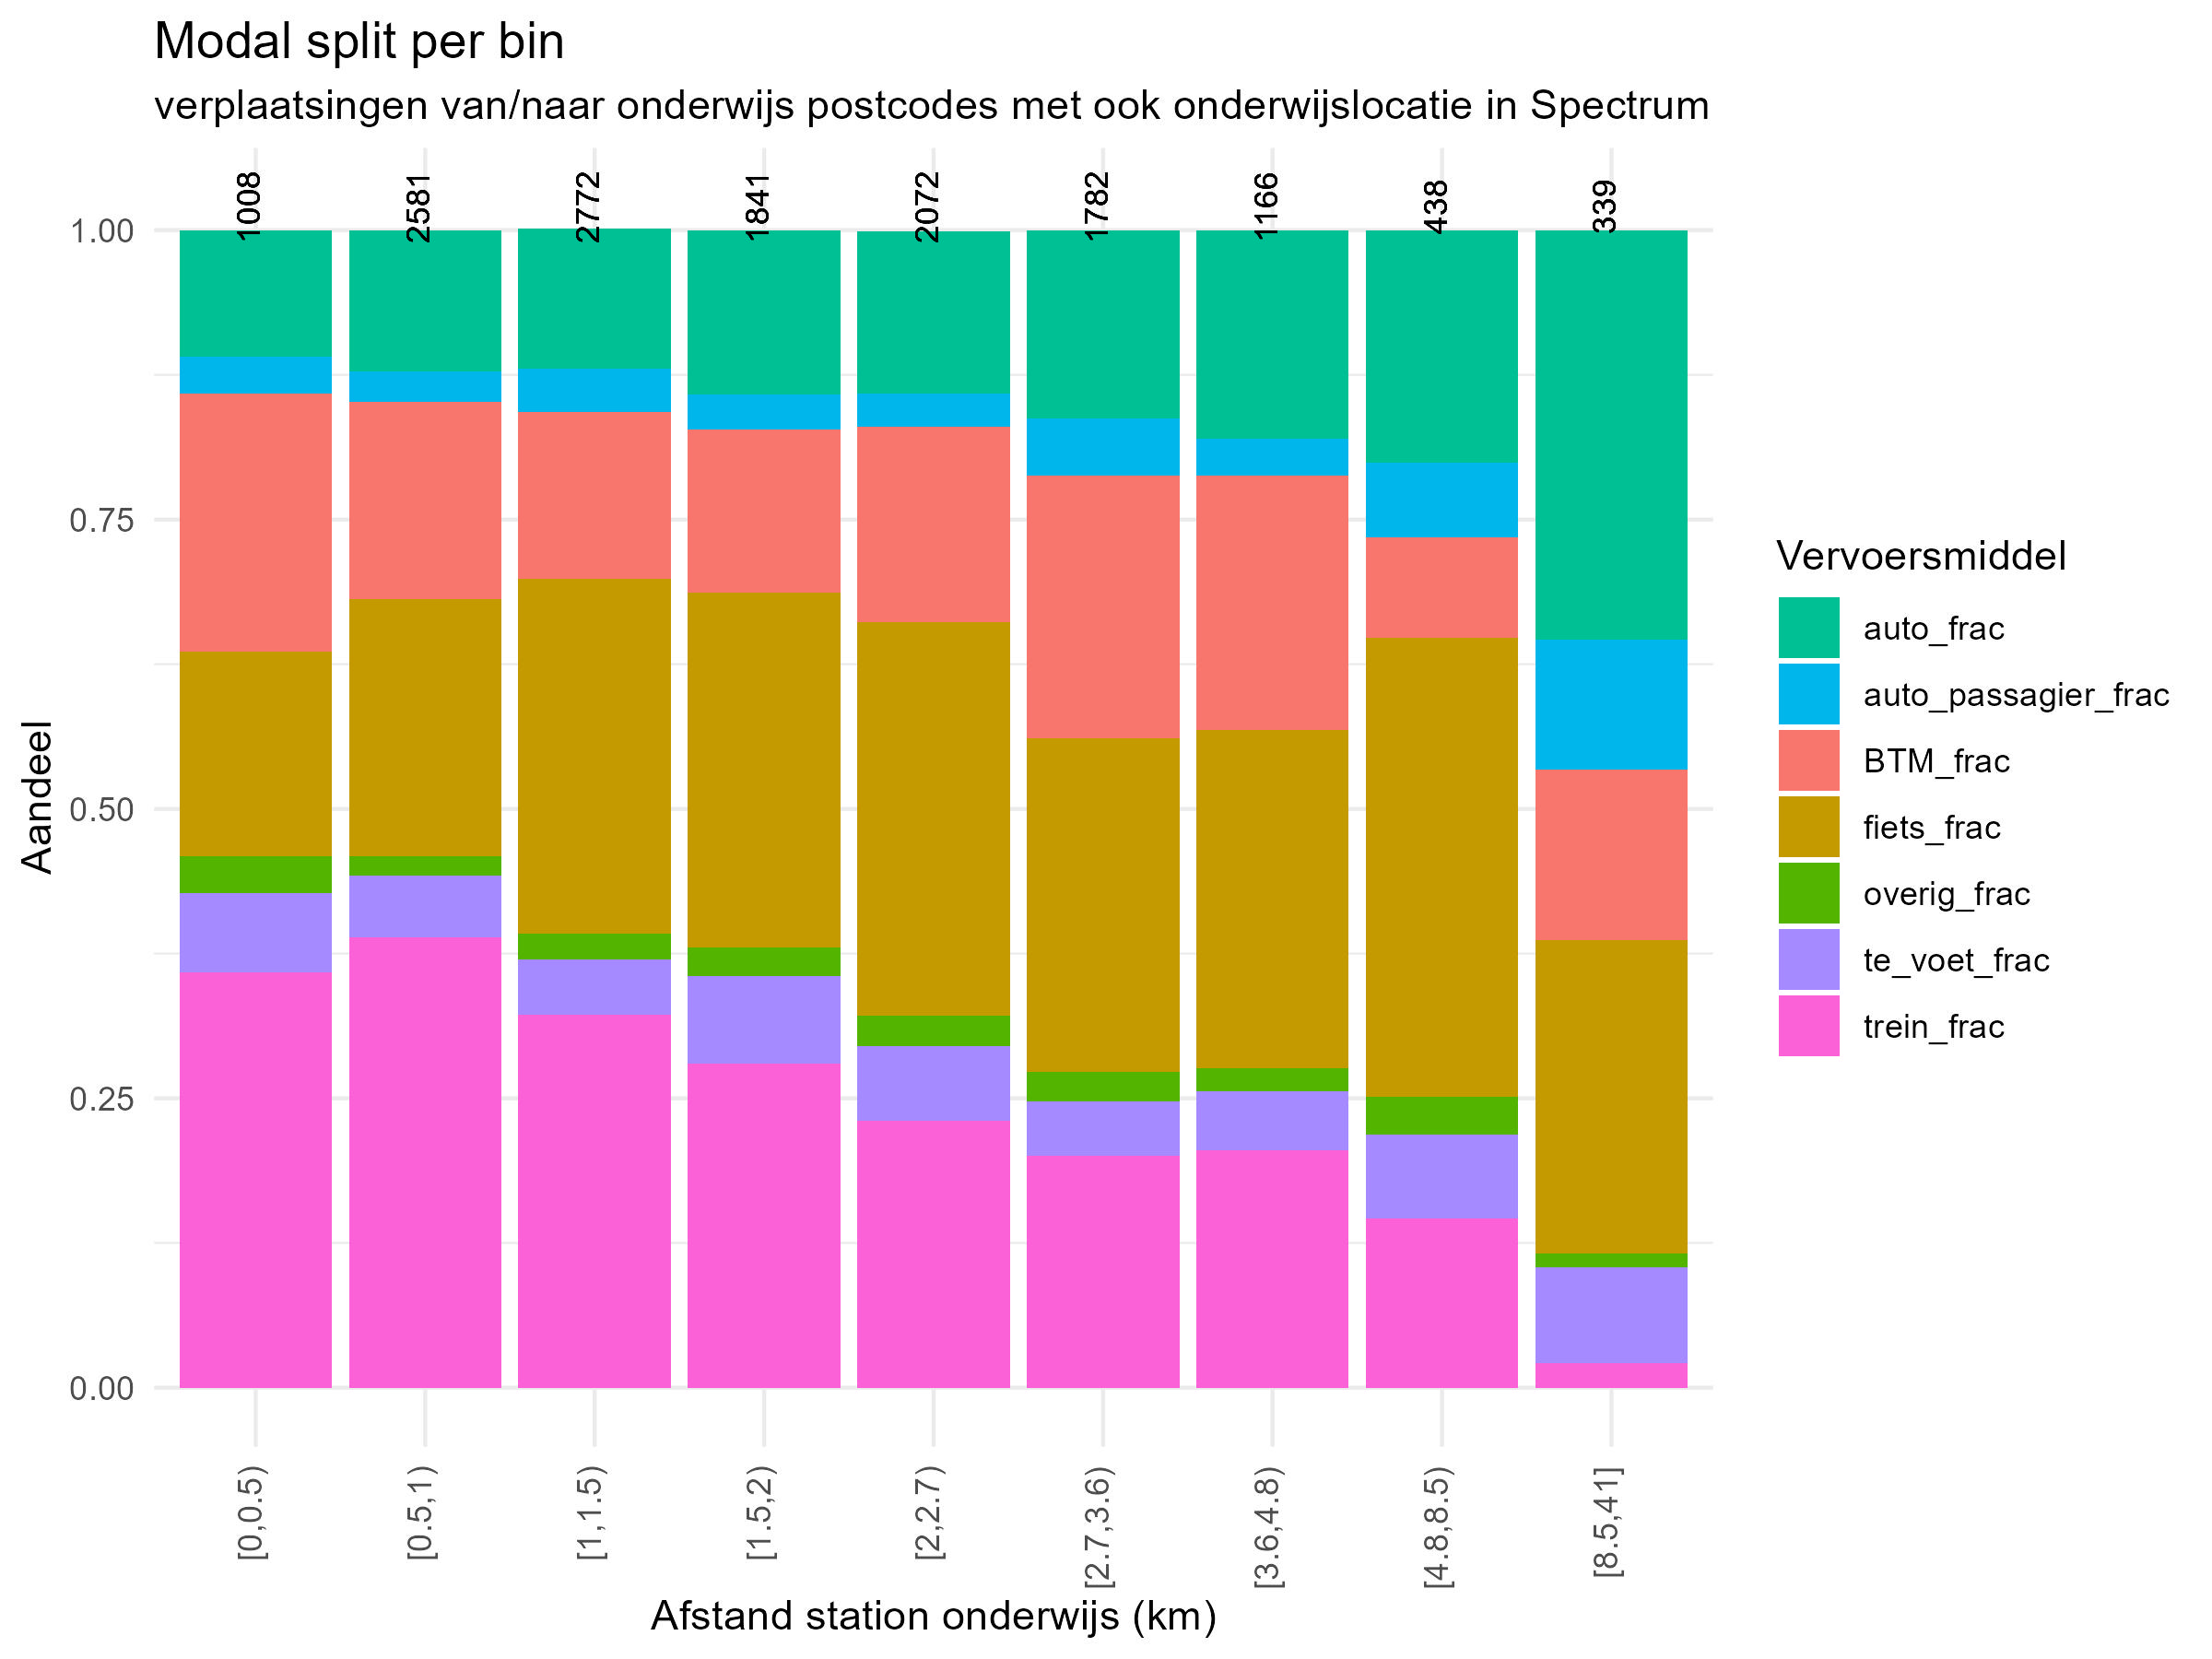 Modal split per bin
verplaatsingen van/naar onderwijs postcodes met ook onderwijslocatie in Spectrum
1008 2581 2772 1841 2072 1782 1166 438 339
1.00
0.75
0.50
0.25
0.00
Aandeel
[0,0.5) [0.5,1) [1,1.5) [1.5,2) [2,2.7) [2.7,3.6) [3.6,4.8) [4.8,8.5) [8.5,41]
Afstand station onderwijs (km)
Vervoersmiddel
auto_frac
auto_passagier_frac
BTM_frac
fiets_frac
overig_frac
te_voet_frac
trein_frac